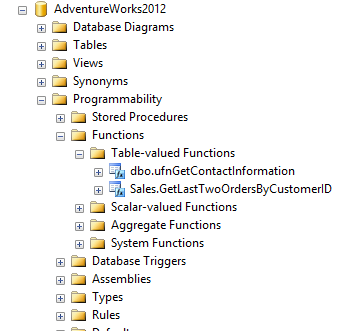 AdventureWorks2012
Database Diagrams
Tables
Views
Synonyms
Programmability
Stored Procedures
Functions
Table-valued Functions
dbo.ufnGetContactInformation
Sales.GetLastTwoOrdersByCustomerID
Scalar-valued Functions
Aggregate Functions
System Functions
Database Triggers
Assemblies
Types
Rules